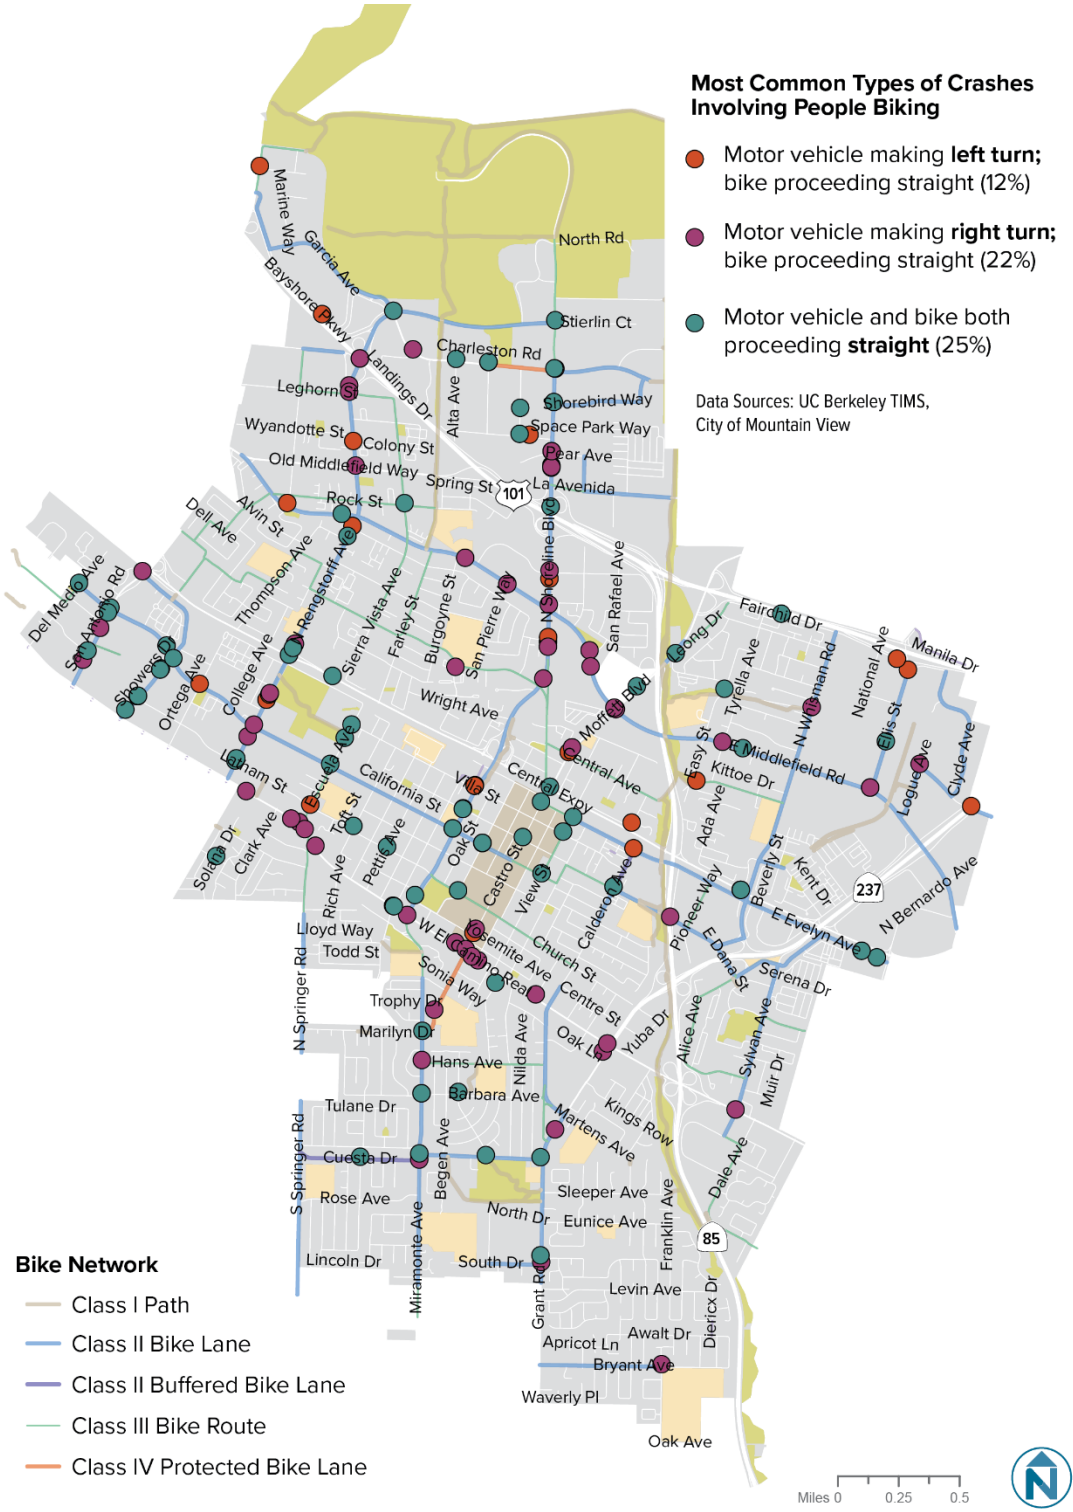 Most Common Types of Crashes
Involving People Biking
Motor vehicle making left turn;
bike proceeding straight (12%)
Motor vehicle making right turn;
bike proceeding straight (22%)
Motor vehicle and bike both
proceeding straight (25%)
Data Sources: UC Berkeley TIMS,
City of Mountain View
Marine Way
North Rd
Garcia Ave
Bayshore Pkwy
Stierlin Ct
Charleston Rd
Landings Dr
Leghorn St
Alta Ave
Shorebird Way
Wyandotte St
Colony St
Space Park Way
Old Middlefield Way
Pear Ave
Spring St
101
La Avenida
Rock St
Alvin St
Dell Ave
N Shoreline Blvd
Thompson Ave
N Rengstorff Ave
Sierra Vista Ave
Farley St
Burgoyne St
San Pierre Way
San Rafael Ave
Del Medio Ave
San Antonio Rd
Showers Dr
Ortega Ave
College Ave
Wright Ave
Moffett Blvd
Leong Dr
Fairchild Dr
Manila Dr
Tyrella Ave
N Whisman Rd
National Ave
Ellis St
Logue Ave
Clyde Ave
Easy St
E Middlefield Rd
Kittoe Dr
Ada Ave
Central Ave
Central Expy
Villa St
California St
Escuela Ave
Latham St
Toft St
Pettis Ave
Oak St
Castro St
View St
Calderon Ave
Solana Dr
Clark Ave
Rich Ave
Pioneer Way
Beverly St
Kent Dr
237
N Bernardo Ave
E Evelyn Ave
E Dana St
Serena Dr
Lloyd Way
Todd St
W El Camino Real
Yosemite Ave
Church St
Sonia Way
Centre St
N Springer Rd
Trophy Dr
Marilyn Dr
Nilda Ave
Oak Ln
Yuba Dr
Alice Ave
Sylvan Ave
Muir Dr
Hans Ave
Barbara Ave
Tulane Dr
Kings Row
Martens Ave
S Springer Rd
Cuesta Dr
Begen Ave
Dale Ave
Rose Ave
Sleeper Ave
North Dr
Eunice Ave
Franklin Ave
85
Miramonte Ave
Lincoln Dr
South Dr
Grant Rd
Levin Ave
Diericx Dr
Awalt Dr
Apricot Ln
Bryant Ave
Waverly Pl
Oak Ave
Bike Network
Class I Path
Class II Bike Lane
Class II Buffered Bike Lane
Class III Bike Route
Class IV Protected Bike Lane
Miles 0 0.25 0.5
N